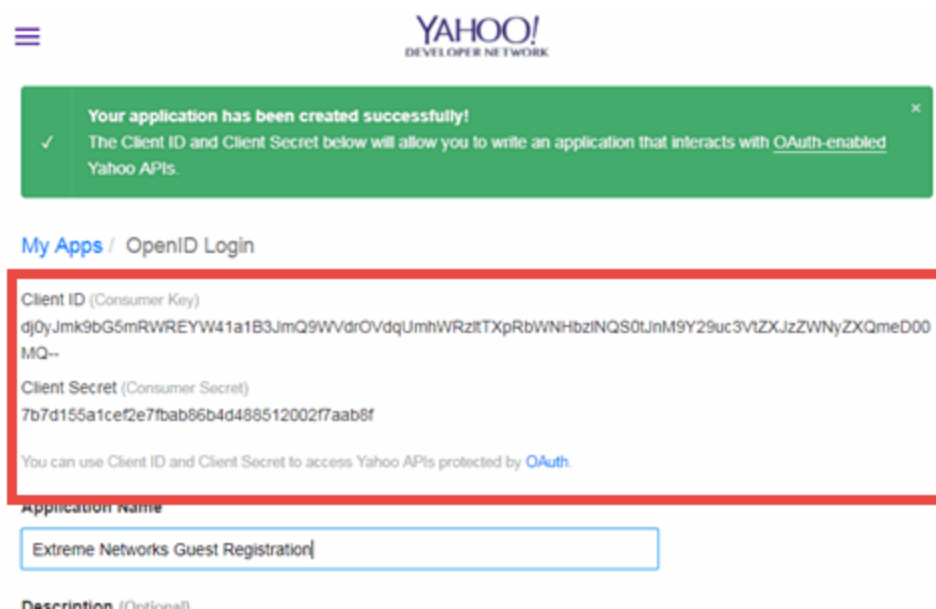 YAHOO!
DEVELOPER NETWORK
Your application has been created successfully!
×
✓ The Client ID and Client Secret below will allow you to write an application that interacts with OAuth-enabled
Yahoo APIs.
My Apps / OpenID Login
Client ID (Consumer Key)
dj0yJmk9bG5mRWREYW41a1B3JmQ9WVdrOVdqUmhWRzltTXpRbWNHbzlNQS0tJnM9Y29uc3VtZXJzZWNyZXQmeD00
MQ--
Client Secret (Consumer Secret)
7b7d155a1cef2e7fbab86b4d488512002f7aab8f
You can use Client ID and Client Secret to access Yahoo APIs protected by OAuth.
Application Name
Extreme Networks Guest Registration
Description (Optional)